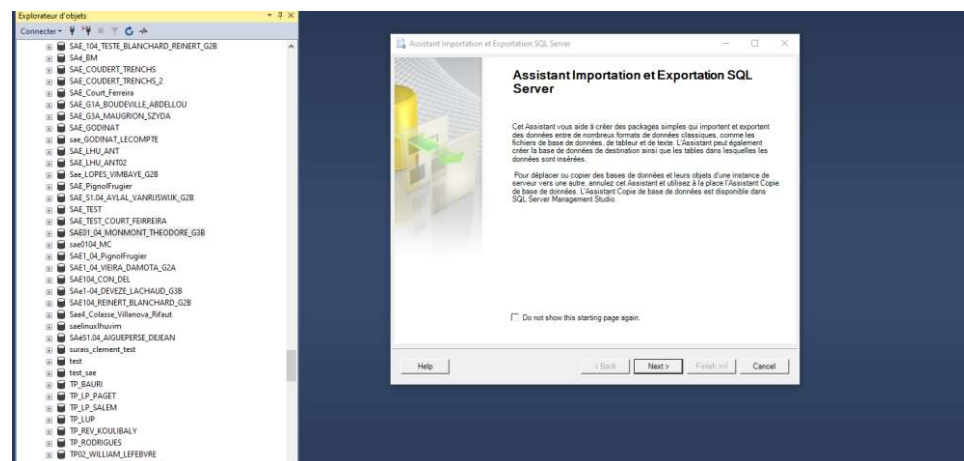 Explorateur d'objets
Connecter
SAE_104_TESTE_BLANCHARD_REINERT_G2B
SAé_BM
SAE_COUDERT_TRENCHS
SAE_COUDERT_TRENCHS_2
SAE_Court_Ferreira
SAE_G1A_BOUDEVILLE_ABDELLOU
SAE_G3A_MAUGRION_SZYDA
SAE_GODINAT
sae_GODINAT_LECOMPTE
SAE_LHU_ANT
SAE_LHU_ANT02
Sae_LOPES_VIMBAYE_G2B
SAE_PignolFrugier
SAE_S1.04_AYLAL_VANRIJSWIJK_G2B
SAE_TEST
SAE_TEST_COURT_FEIRREIRA
SAE01_04_MONMONT_THEODORE_G3B
sae0104_MC
SAE1_04_PignolFrugier
SAE1_04_VIEIRA_DAMOTA_G2A
SAE104_CON_DEL
SAe1-04_DEVEZE_LACHAUD_G3B
SAE104_REINERT_BLANCHARD_G2B
Sae4_Colasse_Villanova_Rifaut
saelinuxlhuvim
SAéS1.04_AIGUEPERSE_DEJEAN
surais_clement_test
test
test_sae
TP_BAURI
TP_LP_PAGET
TP_LP_SALEM
TP_LUP
TP_REV_KOULIBALY
TP_RODRIGUES
TP02_WILLIAM_LEFEBVRE
Assistant Importation et Exportation SQL Server
Assistant Importation et Exportation SQL
Server
Cet Assistant vous aide à créer des packages simples qui importent et exportent
des données entre de nombreux formats de données classiques, comme les
fichiers de base de données, de tableur et de texte. L'Assistant peut également
créer la base de données de destination ainsi que les tables dans lesquelles les
données sont insérées.
Pour déplacer ou copier des bases de données et leurs objets d'une instance de
serveur vers une autre, annulez cet Assistant et utilisez à la place l'Assistant Copie
de base de données. L'Assistant Copie de base de données est disponible dans
SQL Server Management Studio.
Do not show this starting page again.
Help
< Back
Next >
Finish >>|
Cancel